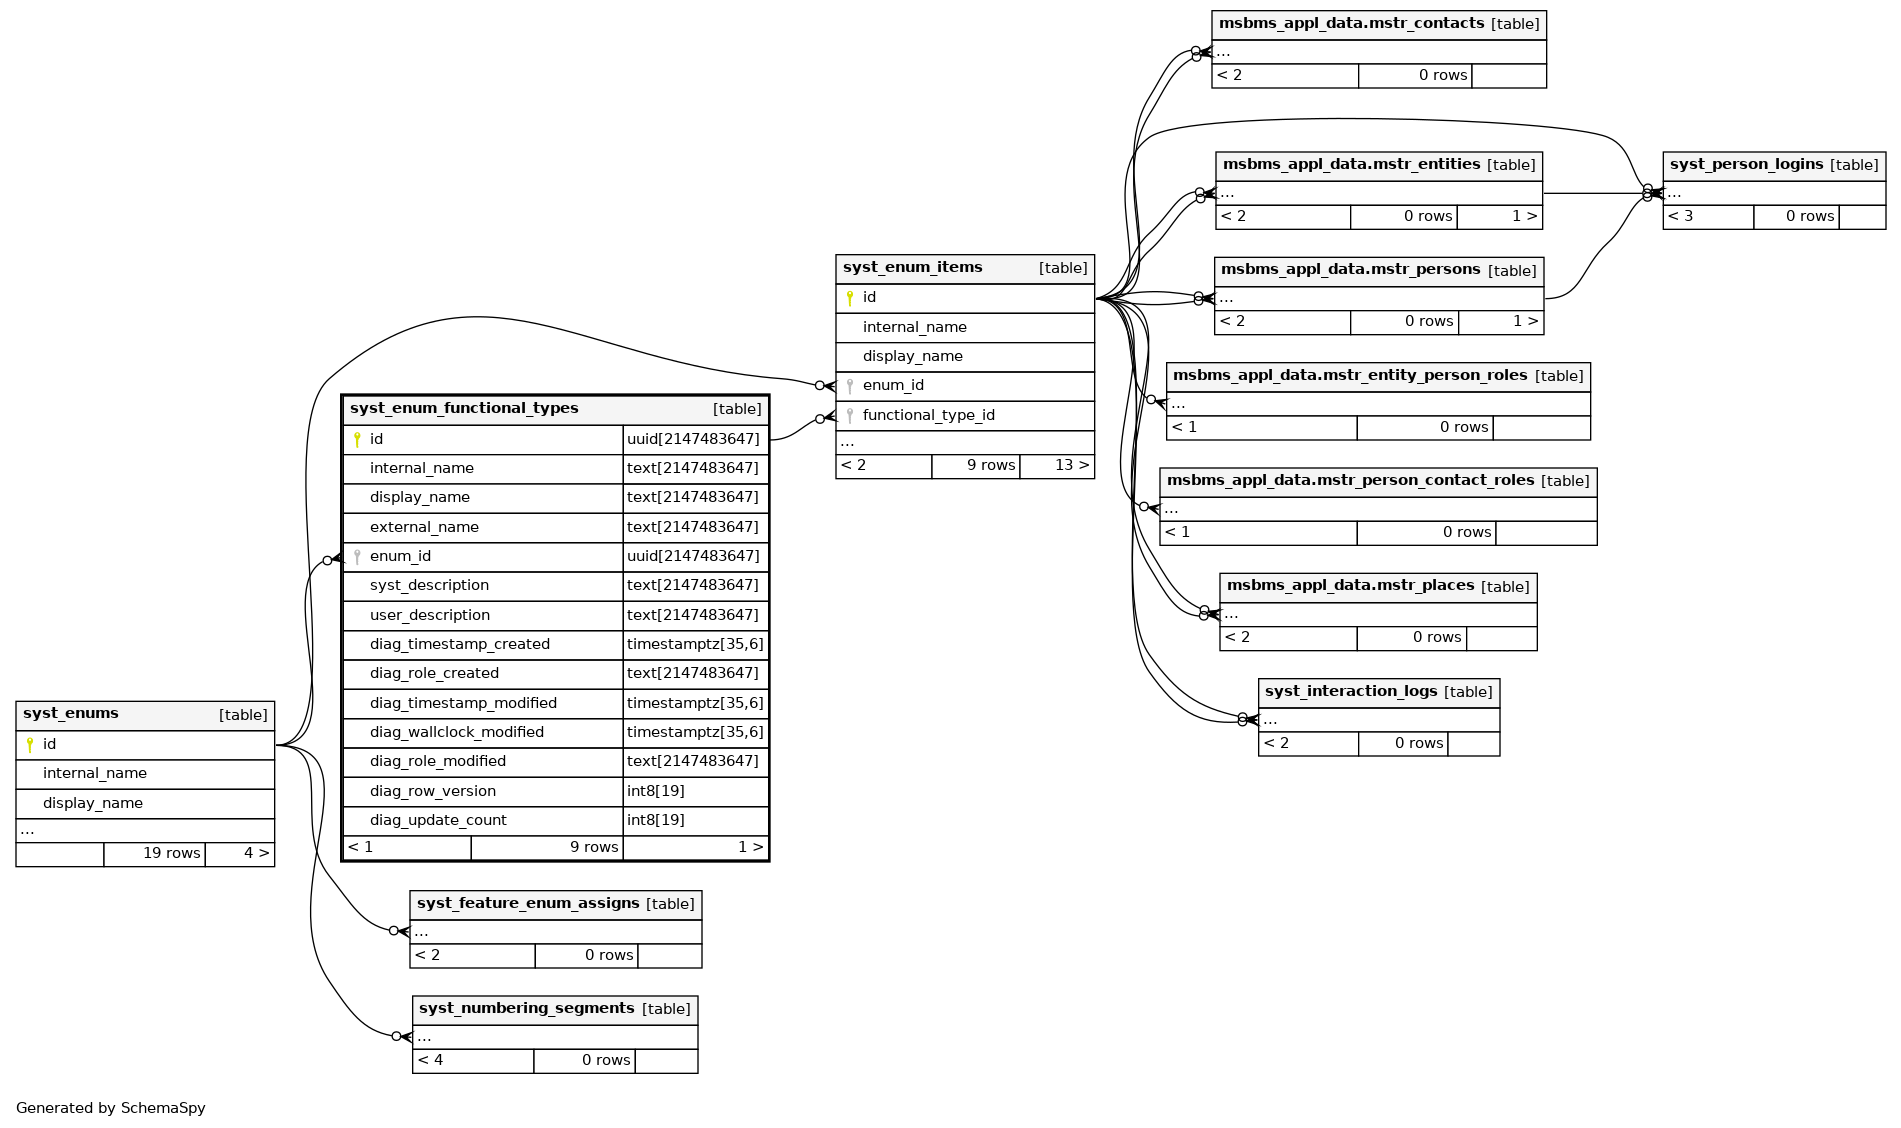 msbms_appl_data.mstr_contacts [table]
...
< 2 0 rows
msbms_appl_data.mstr_entities [table]
...
< 2 0 rows 1 >
syst_person_logins [table]
...
< 3 0 rows
msbms_appl_data.mstr_persons [table]
...
< 2 0 rows 1 >
syst_enum_items [table]
id
internal_name
display_name
enum_id
functional_type_id
...
< 2 9 rows 13 >
msbms_appl_data.mstr_entity_person_roles [table]
...
< 1 0 rows
msbms_appl_data.mstr_person_contact_roles [table]
...
< 1 0 rows
msbms_appl_data.mstr_places [table]
...
< 2 0 rows
syst_interaction_logs [table]
...
< 2 0 rows
syst_enum_functional_types [table]
id uuid[2147483647]
internal_name text[2147483647]
display_name text[2147483647]
external_name text[2147483647]
enum_id uuid[2147483647]
syst_description text[2147483647]
user_description text[2147483647]
diag_timestamp_created timestamptz[35,6]
diag_role_created text[2147483647]
diag_timestamp_modified timestamptz[35,6]
diag_wallclock_modified timestamptz[35,6]
diag_role_modified text[2147483647]
diag_row_version int8[19]
diag_update_count int8[19]
< 1 9 rows 1 >
syst_enums [table]
id
internal_name
display_name
...
19 rows 4 >
syst_feature_enum_assigns [table]
...
< 2 0 rows
syst_numbering_segments [table]
...
< 4 0 rows
Generated by SchemaSpy